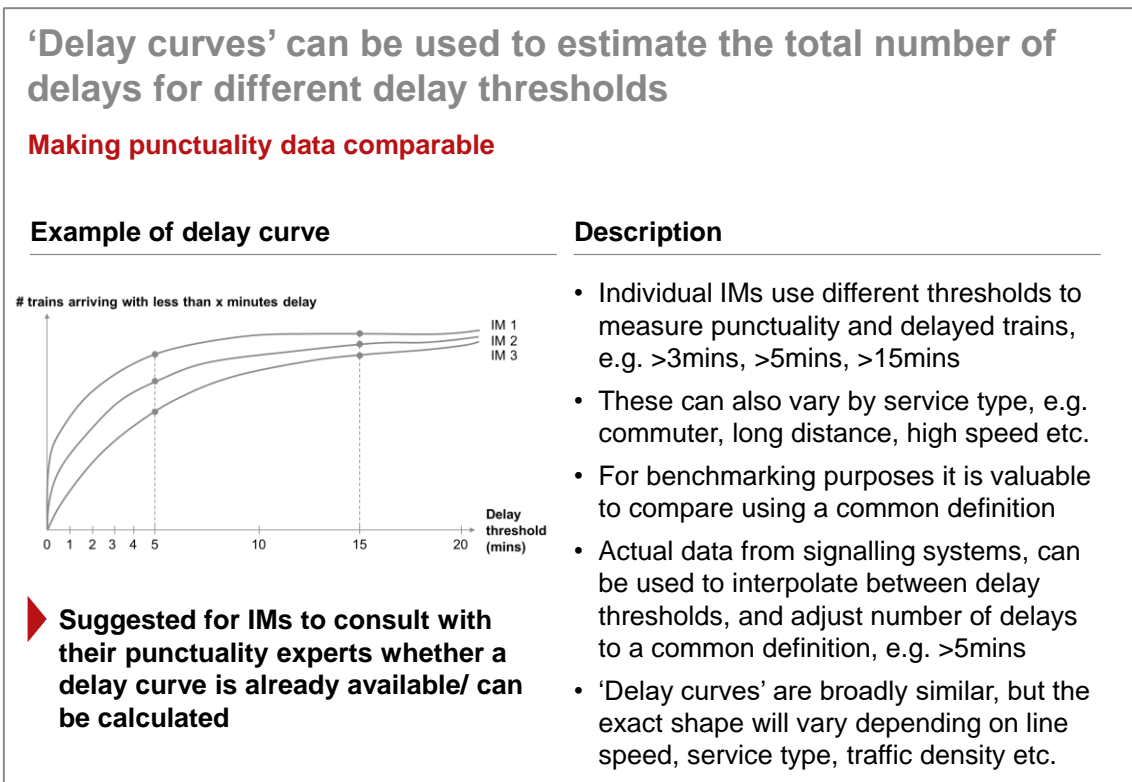 ‘Delay curves’ can be used to estimate the total number of
delays for different delay thresholds
Making punctuality data comparable
Example of delay curve
# trains arriving with less than x minutes delay
IM 1
IM 2
IM 3
Delay
threshold
(mins)
0 1 2 3 4 5 10 15 20
Suggested for IMs to consult with
their punctuality experts whether a
delay curve is already available/ can
be calculated
Description
• Individual IMs use different thresholds to
measure punctuality and delayed trains,
e.g. >3mins, >5mins, >15mins
• These can also vary by service type, e.g.
commuter, long distance, high speed etc.
• For benchmarking purposes it is valuable
to compare using a common definition
• Actual data from signalling systems, can
be used to interpolate between delay
thresholds, and adjust number of delays
to a common definition, e.g. >5mins
• ‘Delay curves’ are broadly similar, but the
exact shape will vary depending on line
speed, service type, traffic density etc.